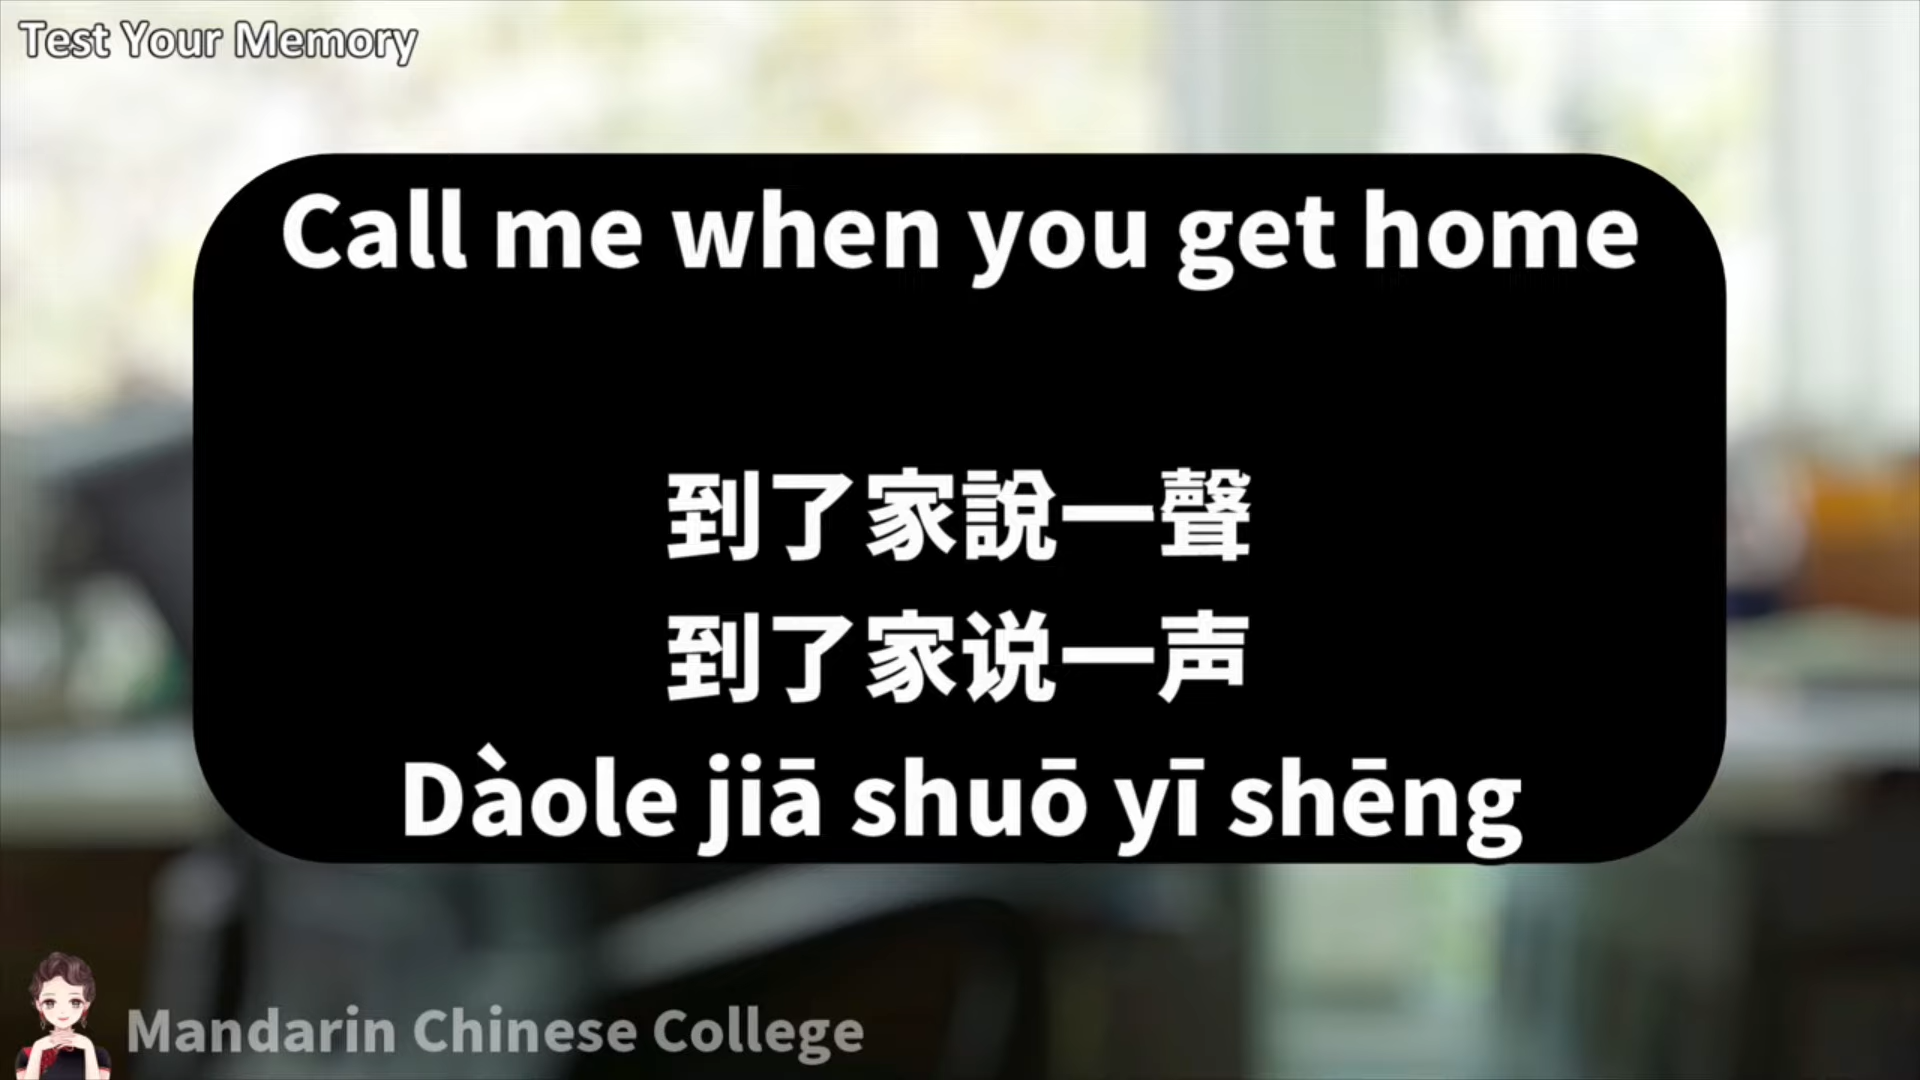 Test Your Memory
Call me when you get home
到了家說一聲
到了家说一声
Dàole jiā shuō yī shēng
Mandarin Chinese College